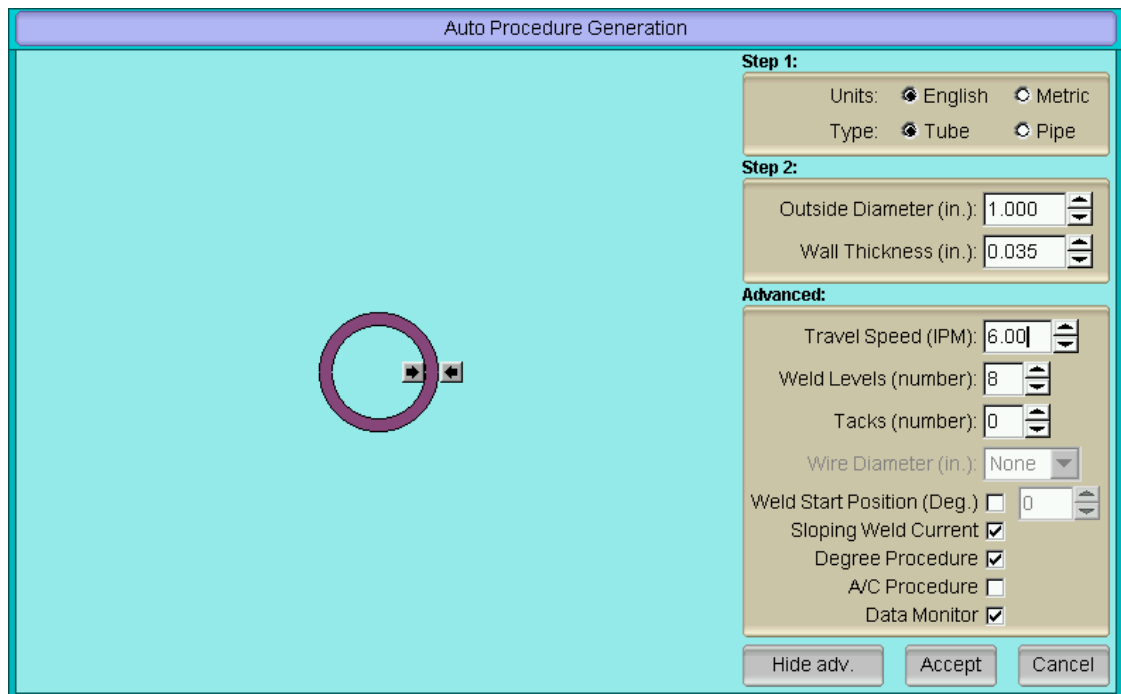 Auto Procedure Generation
Step 1:
Units: English Metric
Type: Tube Pipe
Step 2:
Outside Diameter (in.): 1.000
Wall Thickness (in.): 0.035
Advanced:
Travel Speed (IPM): 6.00
Weld Levels (number): 8
Tacks (number): 0
Wire Diameter (in.): None
Weld Start Position (Deg.) 0
Sloping Weld Current
Degree Procedure
A/C Procedure
Data Monitor
Hide adv. Accept Cancel